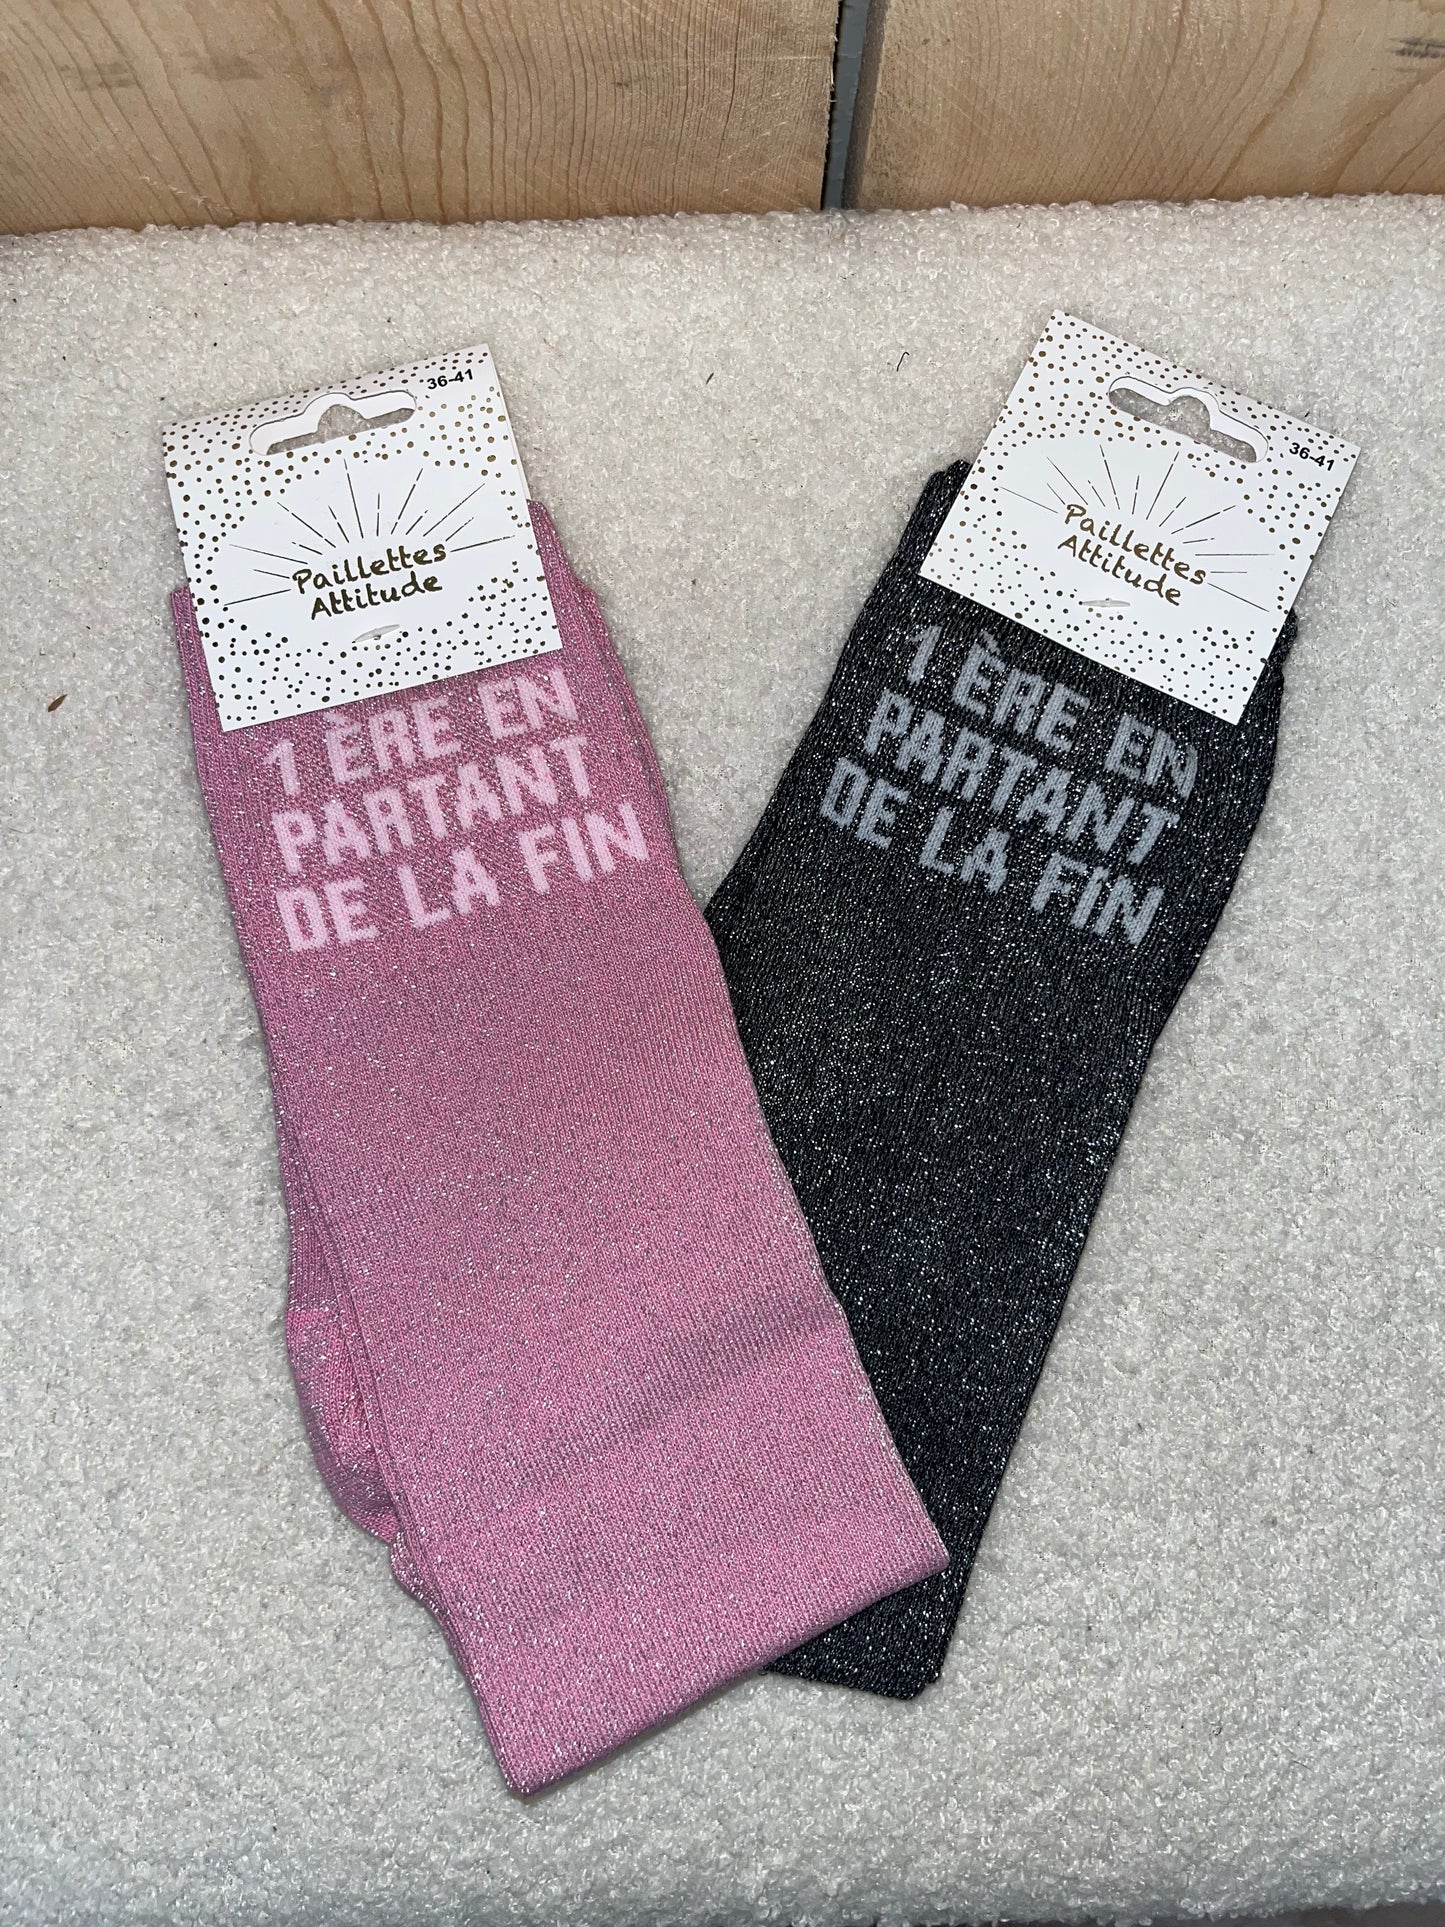 36-41
Paillettes
Attitude
1 ÈRE EN
PARTANT
DE LA FIN
36-41
Paillettes
Attitude
1 ÈRE EN
PARTANT
DE LA FIN